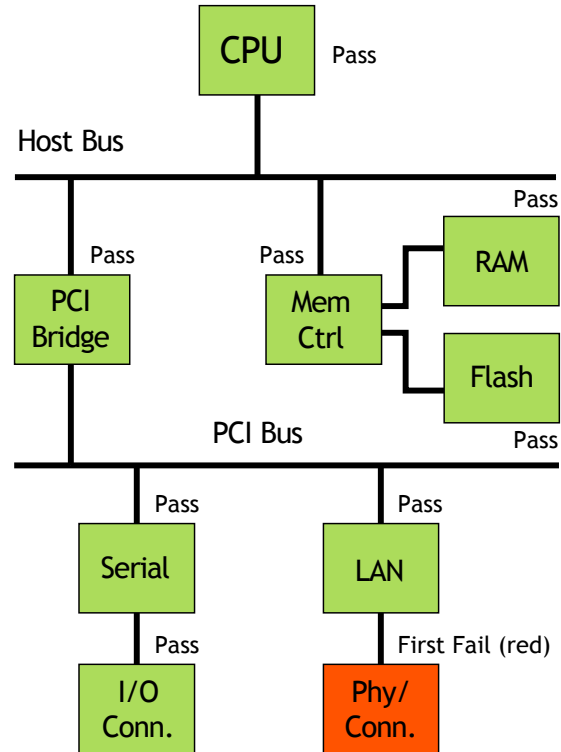 CPU
Pass
Host Bus
Pass
Pass
Pass
PCI
Bridge
Mem
Ctrl
RAM
Flash
PCI Bus
Pass
Pass
Pass
Serial
LAN
Pass
First Fail (red)
I/O
Conn.
Phy/
Conn.